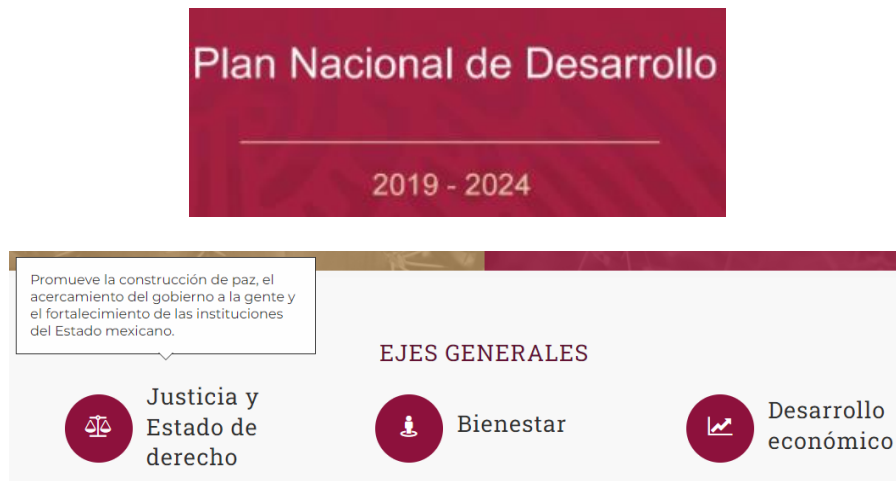 Plan Nacional de Desarrollo
2019 - 2024
Promueve la construcción de paz, el
acercamiento del gobierno a la gente y
el fortalecimiento de las instituciones
del Estado mexicano.
EJES GENERALES
Justicia y
Estado de
derecho
Bienestar
Desarrollo
económico